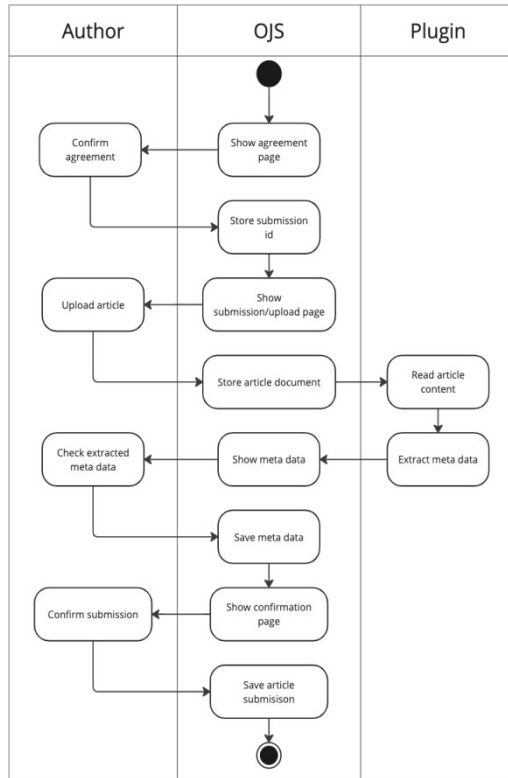 Author
OJS
Plugin
Show agreement
page
Confirm
agreement
Store submission
id
Show
submission/upload page
Upload article
Store article document
Read article
content
Extract meta data
Show meta data
Check extracted
meta data
Save meta data
Show confirmation
page
Confirm submission
Save article
submisison